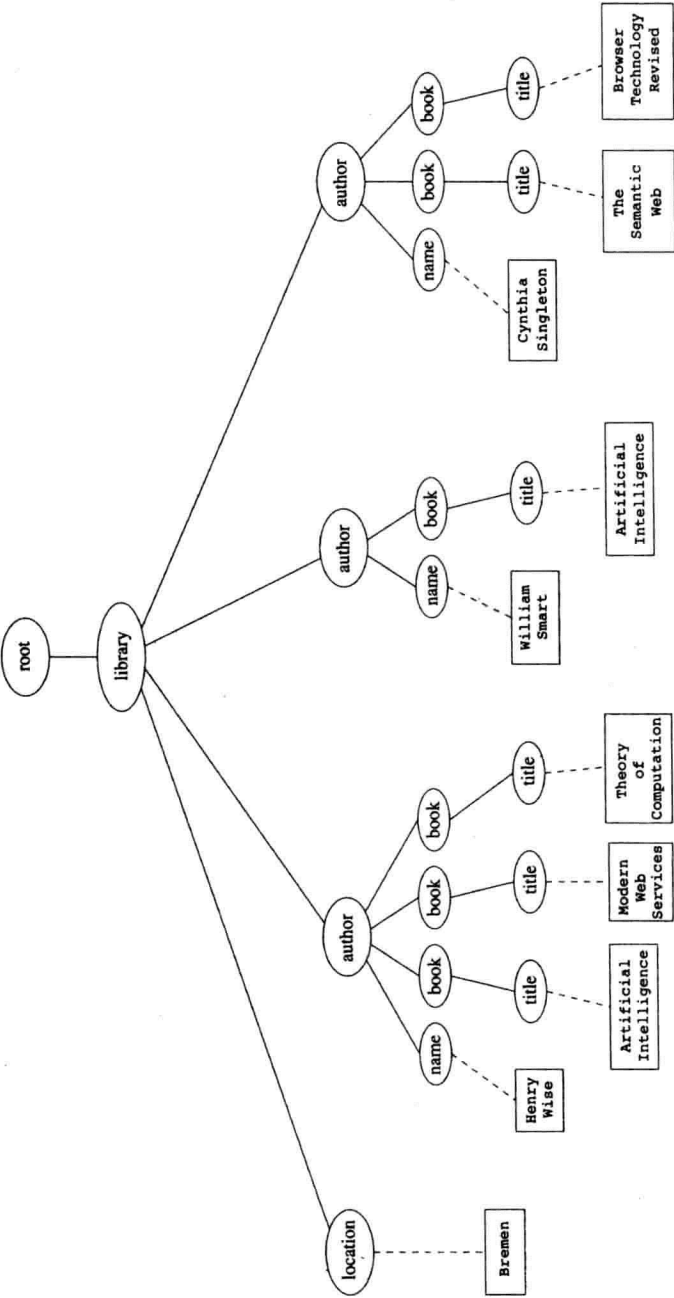 root
library
location
author
author
author
name
book
book
book
name
book
name
book
book
Bremen
Henry
Wise
title
title
title
William
Smart
title
Cynthia
Singleton
title
title
Artificial
Intelligence
Modern
Web
Services
Theory
of
Computation
Artificial
Intelligence
The
Semantic
Web
Browser
Technology
Revised